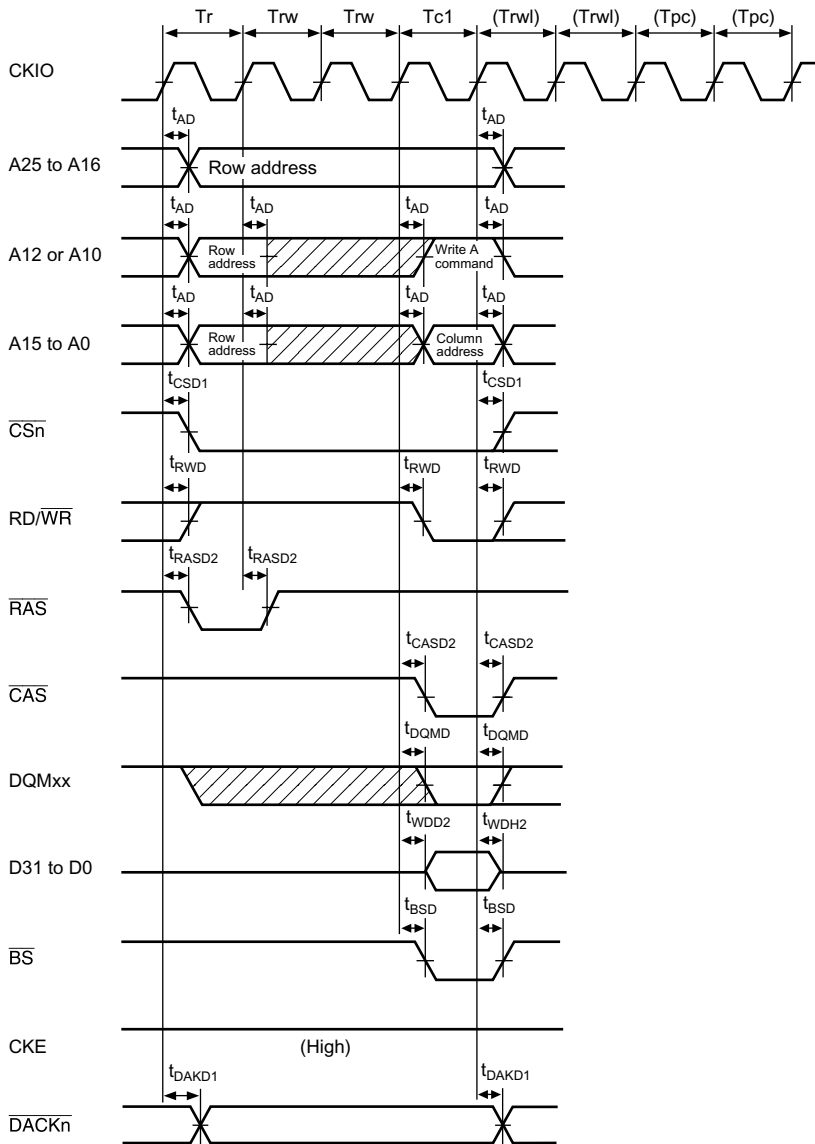 Tr Trw Trw Tc1 (Trwl) (Trwl) (Tpc) (Tpc)
CKIO
tAD tAD
A25 to A16 Row address
tAD tAD tAD tAD
A12 or A10 Row address Write A command
tAD tAD tAD tAD
A15 to A0 Row address Column address
tCSD1 tCSD1
CSn
tRWD tRWD tRWD
RD/WR
tRASD2 tRASD2
RAS
tCASD2 tCASD2
CAS
tDQMD tDQMD
DQMxx
tWDD2 tWDH2
D31 to D0
tBSD tBSD
BS
CKE (High)
tDAKD1 tDAKD1
DACKn